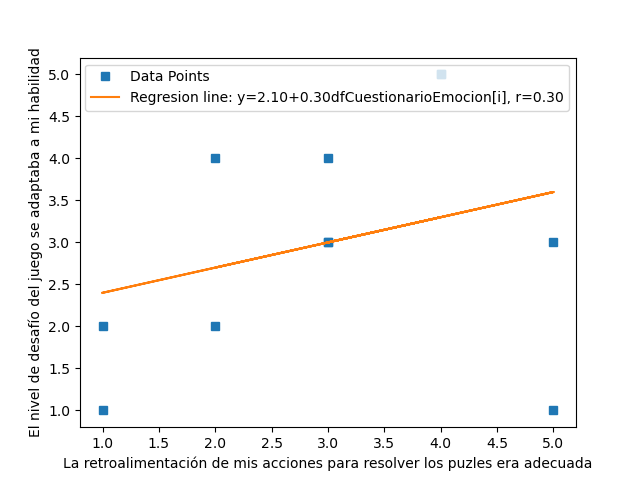 Data Points
Regresion line: y=2.10+0.30dfCuestionarioEmocion[i], r=0.30
5.0
4.5
4.0
3.5
3.0
2.5
2.0
1.5
1.0
El nivel de desafío del juego se adaptaba a mi habilidad
1.0 1.5 2.0 2.5 3.0 3.5 4.0 4.5 5.0
La retroalimentación de mis acciones para resolver los puzles era adecuada